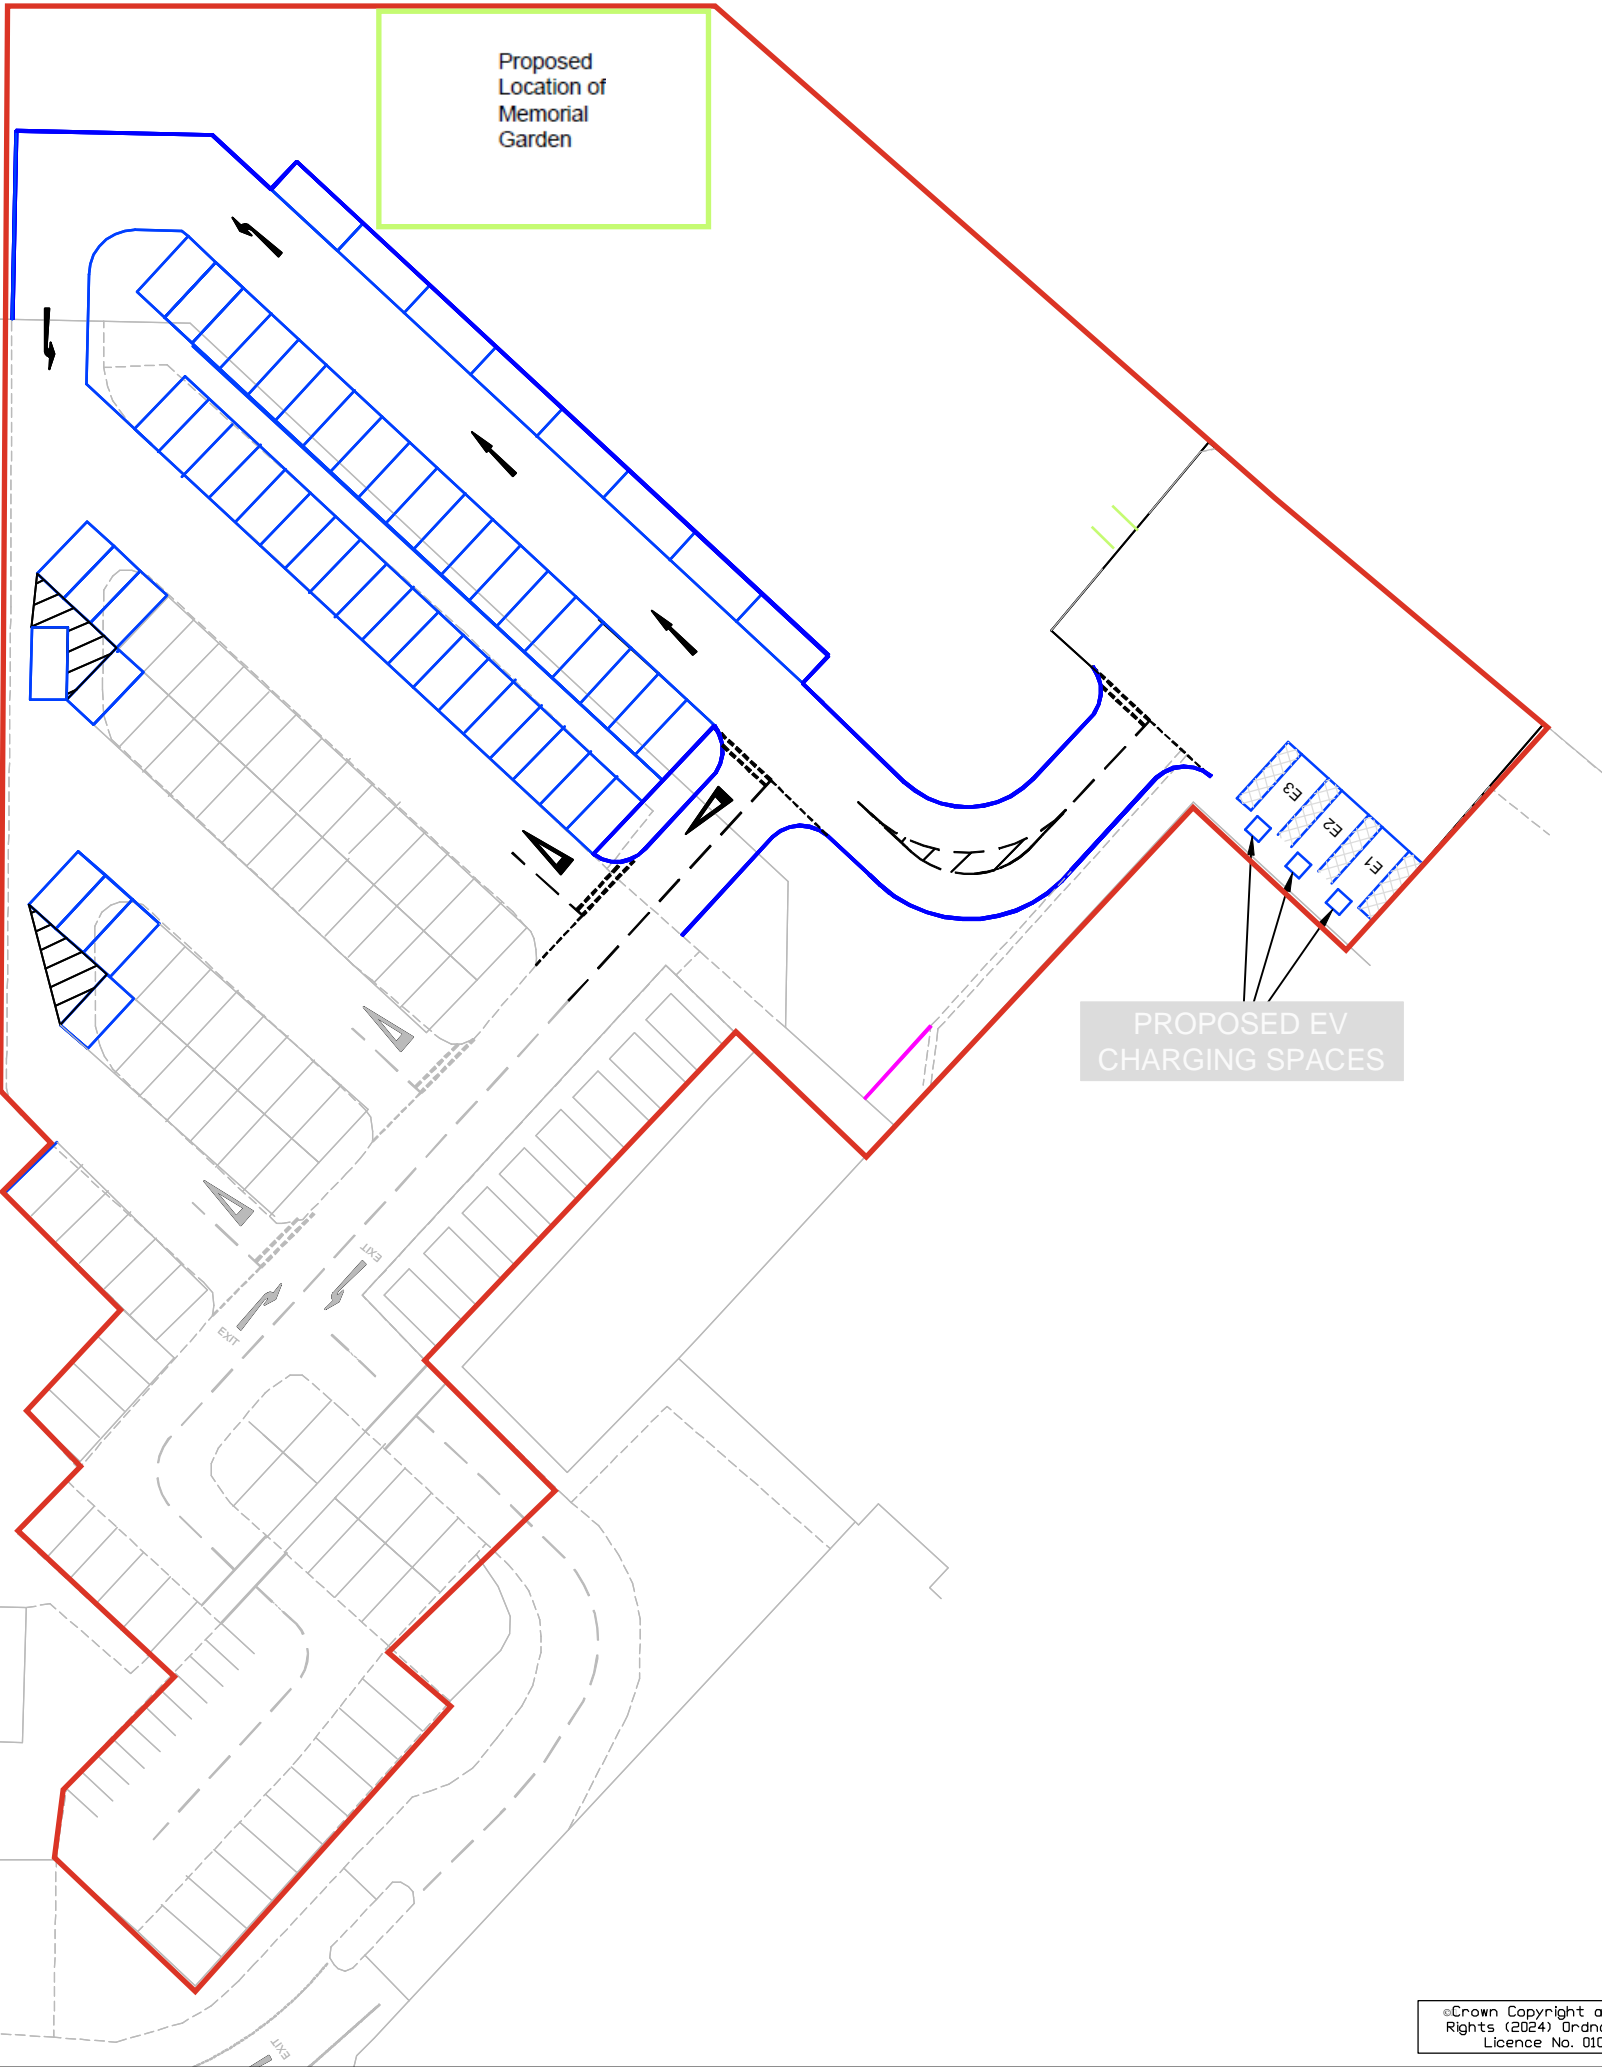 Proposed
Location of
Memorial
Garden
E3
E2
E1
PROPOSED EV
CHARGING SPACES
EXIT
EXIT
EXIT
©Crown Copyright a
Rights (2024) Ordn
Licence No. 010